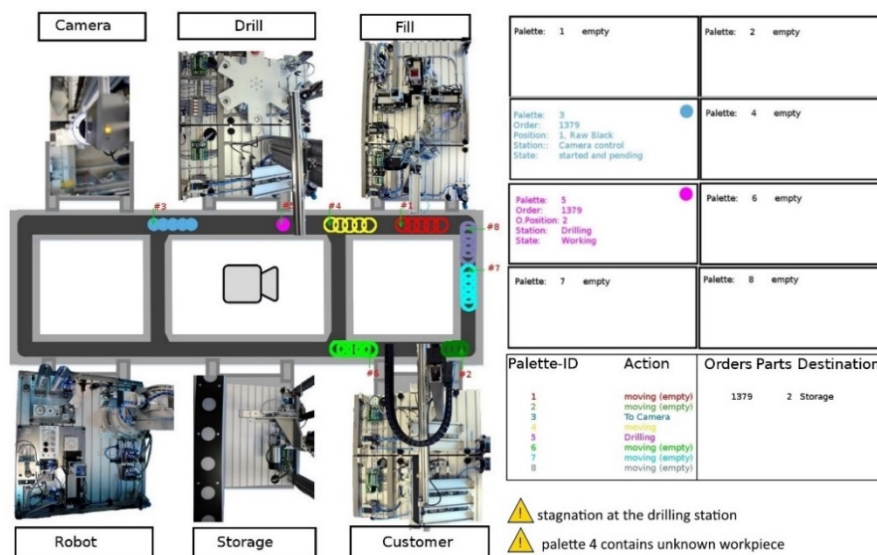 Camera
Drill
Fill
#3
#5
#4
#1
#8
#7
#6
#2
Robot
Storage
Customer
Palette: 1 empty
Palette: 2 empty
Palette: 3
Order: 1379
Position: 1, Raw Black
Station:: Camera control
State: started and pending
Palette: 4 empty
Palette: 5
Order: 1379
O.Position: 2
Station: Drilling
State: Working
Palette: 6 empty
Palette: 7 empty
Palette: 8 empty
Palette-ID Action
1 moving (empty)
2 moving (empty)
3 To Camera
4 moving
5 Drilling
6 moving (empty)
7 moving (empty)
8 moving (empty)
Orders Parts Destination
1379 2 Storage
! stagnation at the drilling station
! palette 4 contains unknown workpiece